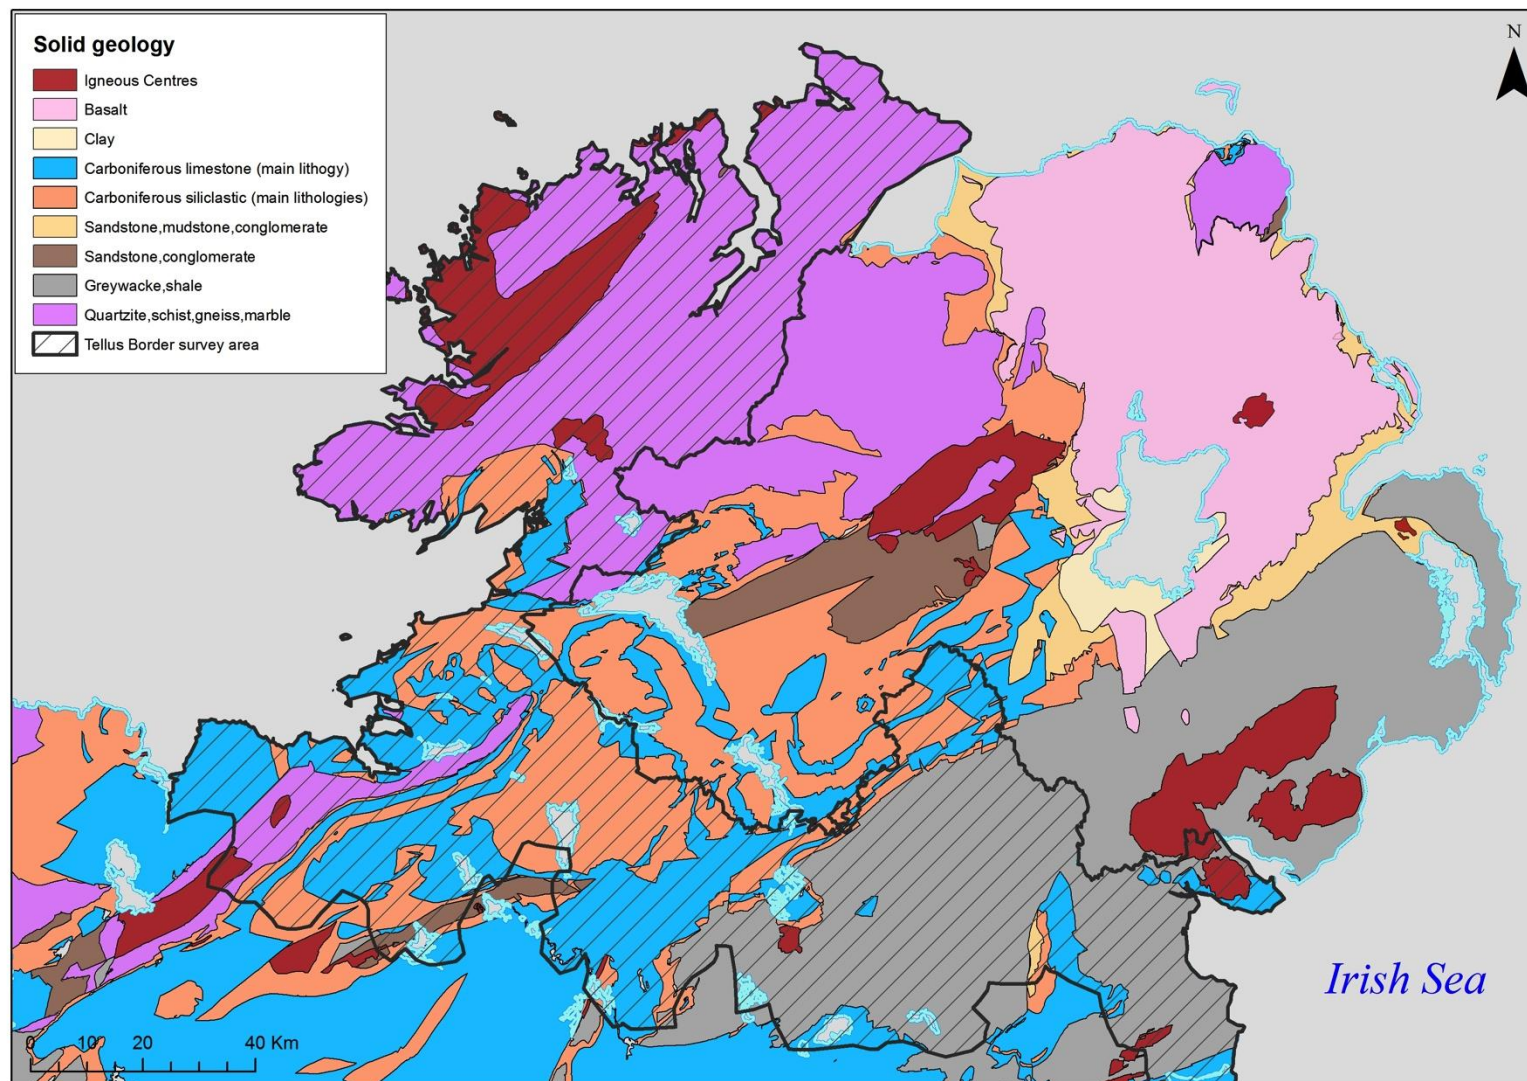 Solid geology
Igneous Centres
Basalt
Clay
Carboniferous limestone (main lithogy)
Carboniferous siliclastic (main lithologies)
Sandstone,mudstone,conglomerate
Sandstone,conglomerate
Greywacke,shale
Quartzite,schist,gneiss,marble
Tellus Border survey area
N
Irish Sea
0 10 20 40 Km